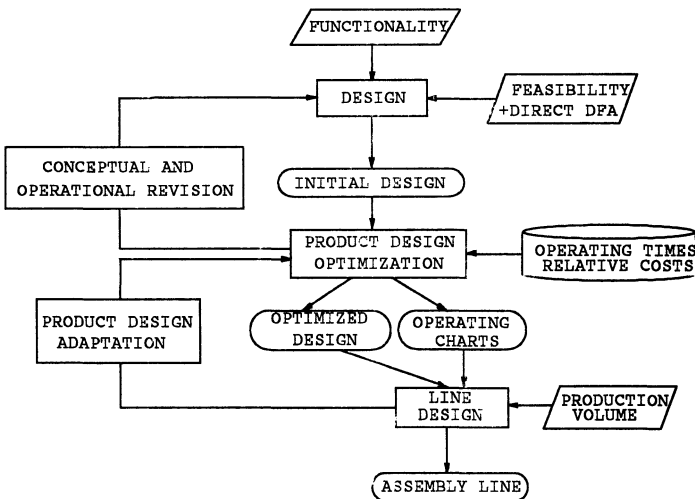 FUNCTIONALITY
DESIGN
FEASIBILITY
+DIRECT DFA
CONCEPTUAL AND
OPERATIONAL REVISION
INITIAL DESIGN
PRODUCT DESIGN
OPTIMIZATION
OPERATING TIMES
RELATIVE COSTS
PRODUCT DESIGN
ADAPTATION
OPTIMIZED
DESIGN
OPERATING
CHARTS
LINE
DESIGN
PRODUCTION
VOLUME
ASSEMBLY LINE